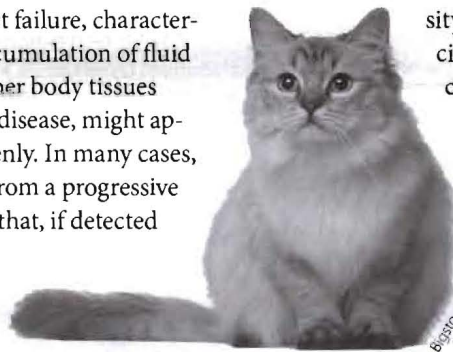 t failure, character-
cumulation of fluid
er body tissues
disease, might ap-
enly. In many cases,
rom a progressive
that, if detected
sity
ci
c
Bigsto